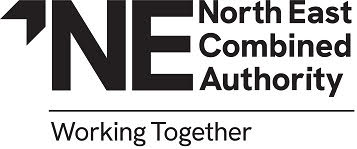 NE North East
Combined
Authority
Working Together